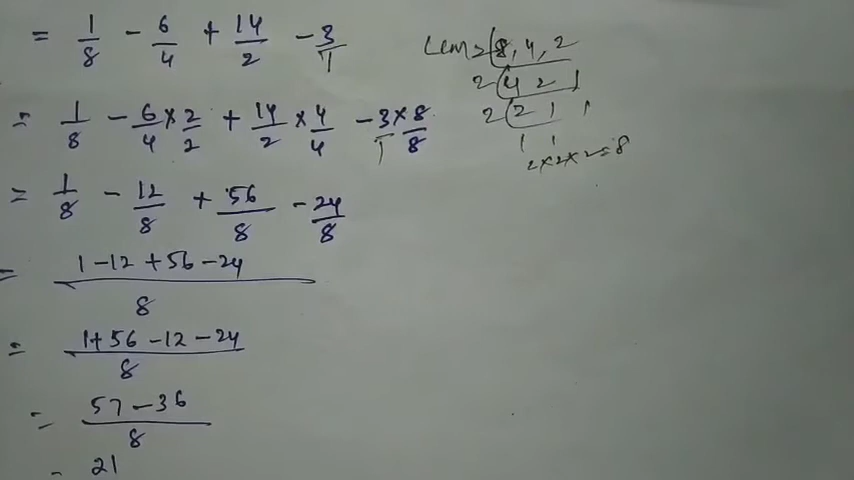 = 1/8 - 6/4 + 14/2 - 3/1
= 1/8 - 6/4 × 2/2 + 14/2 × 4/4 - 3/1 × 8/8
= 1/8 - 12/8 + 56/8 - 24/8
= 1-12+56-24/8
= 1+56-12-24/8
= 57-36/8
= 21
LCM 2 8, 4, 2
2 4 2 1
2 2 1 1
1 1
2×2×2=8